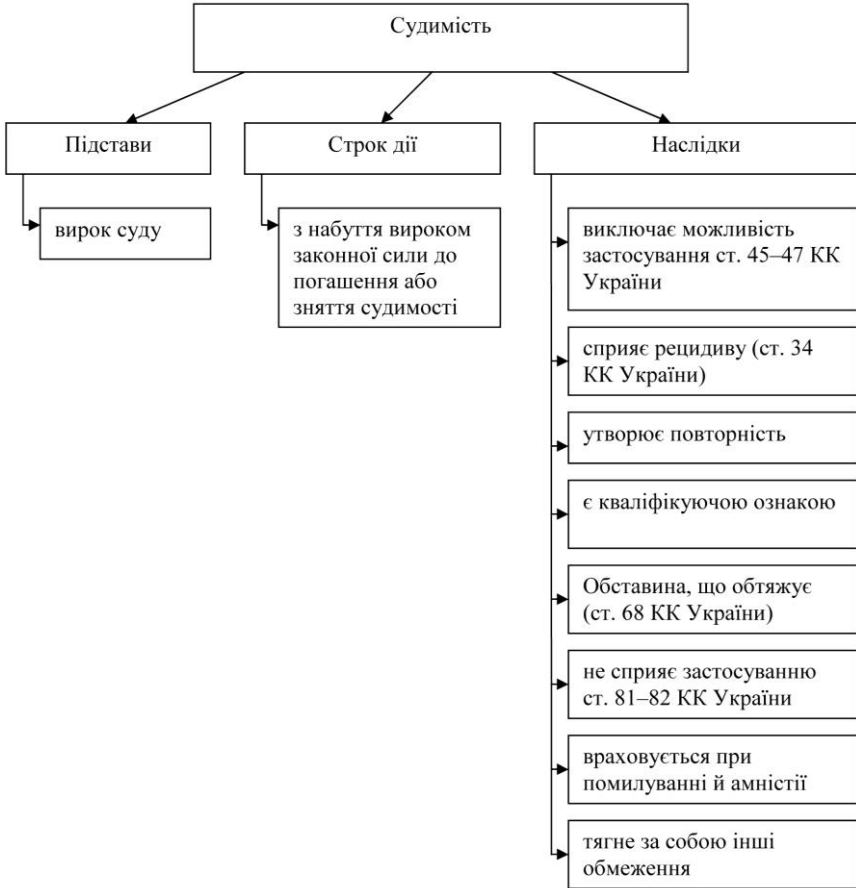 Судимість
Підстави
Строк дії
Наслідки
вирок суду
з набуття вироком
законної сили до
погашення або
зняття судимості
виключає можливість
застосування ст. 45–47 КК
України
сприяє рецидиву (ст. 34
КК України)
утворює повторність
є кваліфікуючою ознакою
Обставина, що обтяжує
(ст. 68 КК України)
не сприяє застосуванню
ст. 81–82 КК України
враховується при
помилуванні й амністії
тягне за собою інші
обмеження